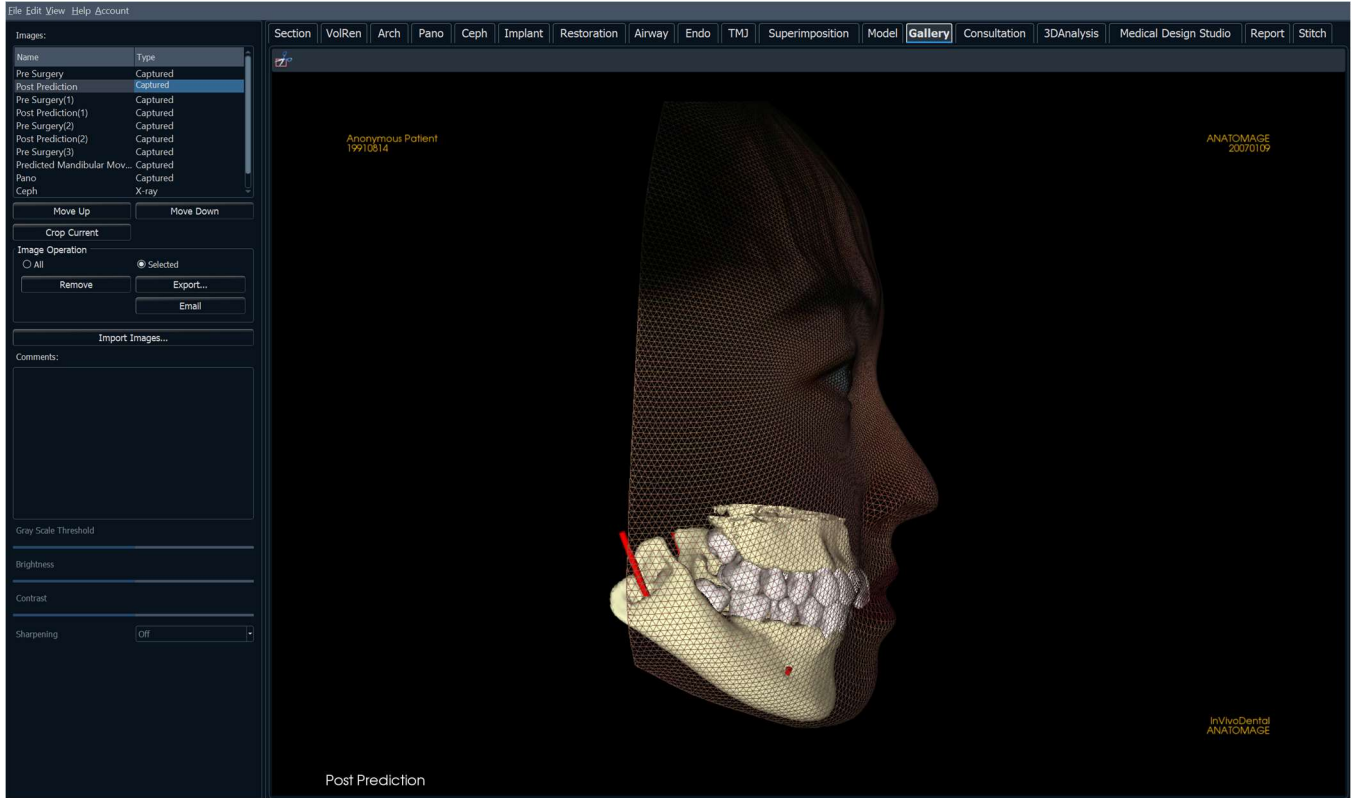 File Edit View Help Account
Images:
Name Type
Pre Surgery Captured
Post Prediction Captured
Pre Surgery(1) Captured
Post Prediction(1) Captured
Pre Surgery(2) Captured
Post Prediction(2) Captured
Pre Surgery(3) Captured
Predicted Mandibular Mov... Captured
Pano Captured
Ceph X-ray
Move Up Move Down
Crop Current
Image Operation
All Selected
Remove Export...
Email
Import Images...
Comments:
Gray Scale Threshold
Brightness
Contrast
Sharpening Off
Section VolRen Arch Pano Ceph Implant Restoration Airway Endo TMJ Superimposition Model Gallery Consultation 3DAnalysis Medical Design Studio Report Stitch
Anonymous Patient
19910814
ANATOMAGE
20070109
InVivoDental
ANATOMAGE
Post Prediction